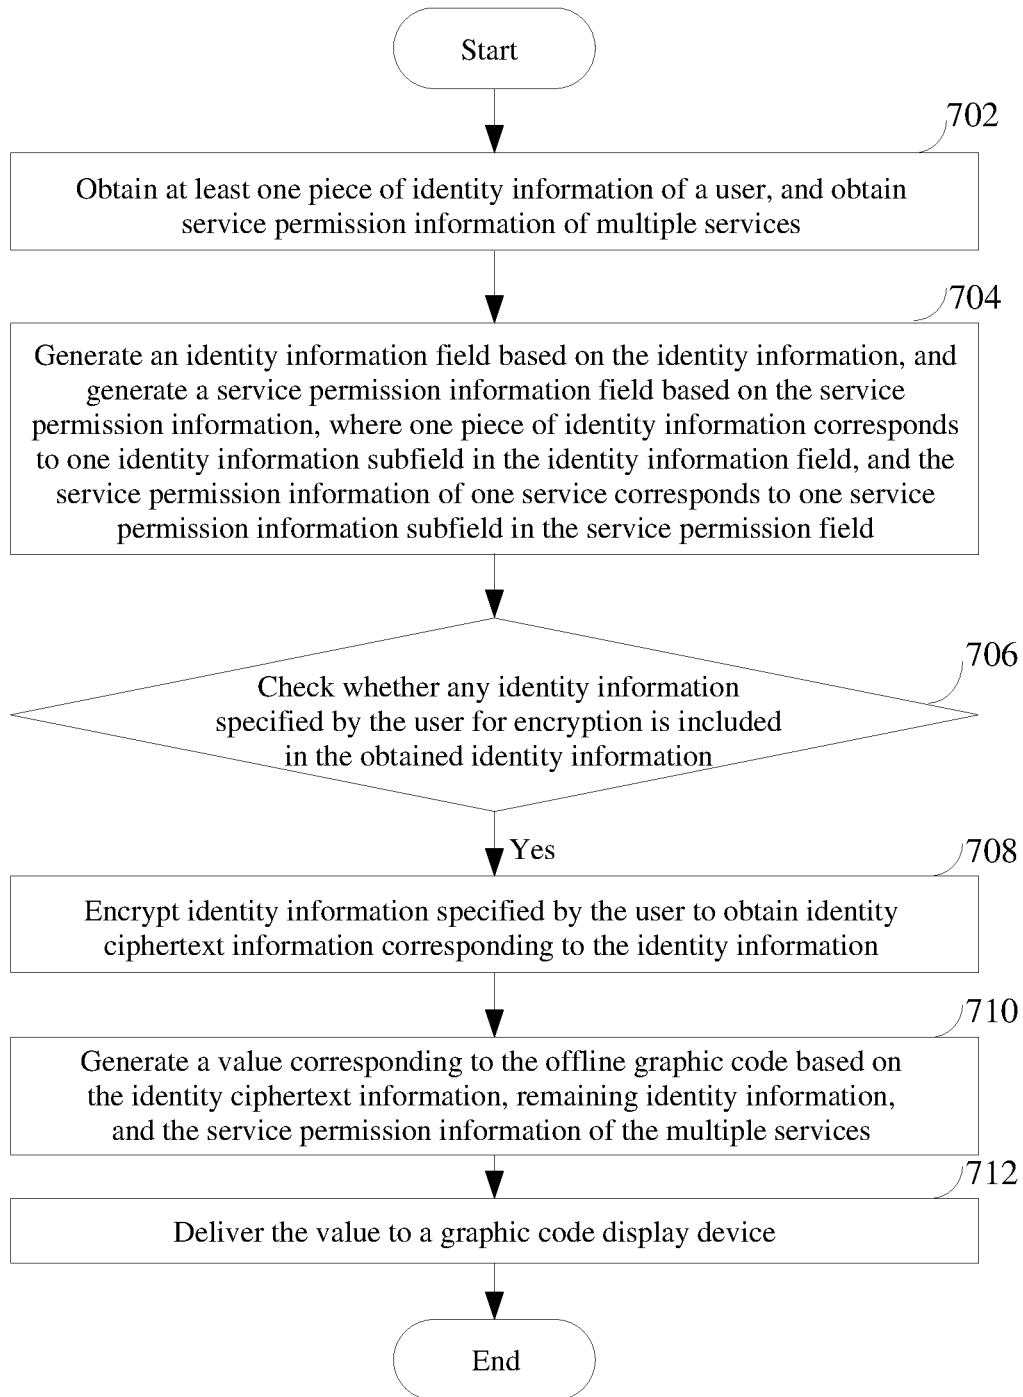 Start
702
Obtain at least one piece of identity information of a user, and obtain
service permission information of multiple services
704
Generate an identity information field based on the identity information, and
generate a service permission information field based on the service
permission information, where one piece of identity information corresponds
to one identity information subfield in the identity information field, and the
service permission information of one service corresponds to one service
permission information subfield in the service permission field
706
Check whether any identity information
specified by the user for encryption is included
in the obtained identity information
Yes
708
Encrypt identity information specified by the user to obtain identity
ciphertext information corresponding to the identity information
710
Generate a value corresponding to the offline graphic code based on
the identity ciphertext information, remaining identity information,
and the service permission information of the multiple services
712
Deliver the value to a graphic code display device
End